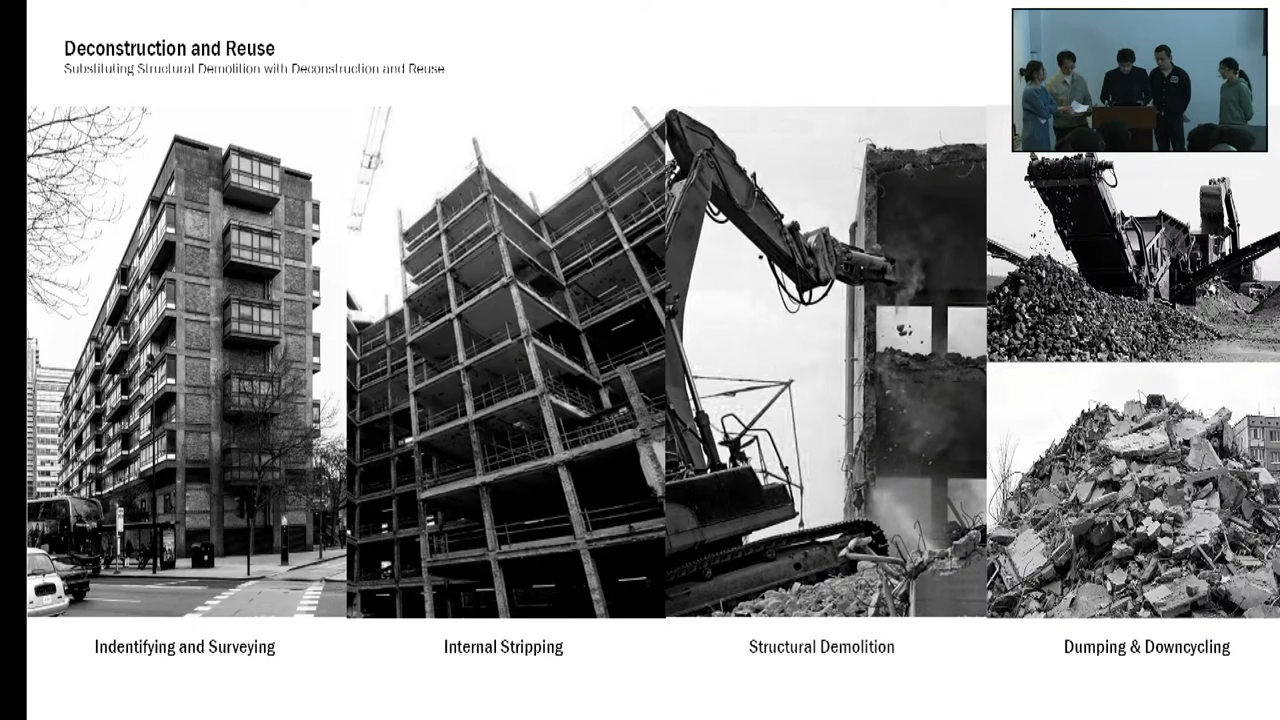 Deconstruction and Reuse
Substituting Structural Demolition with Deconstruction and Reuse
Indentifying and Surveying
Internal Stripping
Structural Demolition
Dumping & Downcycling